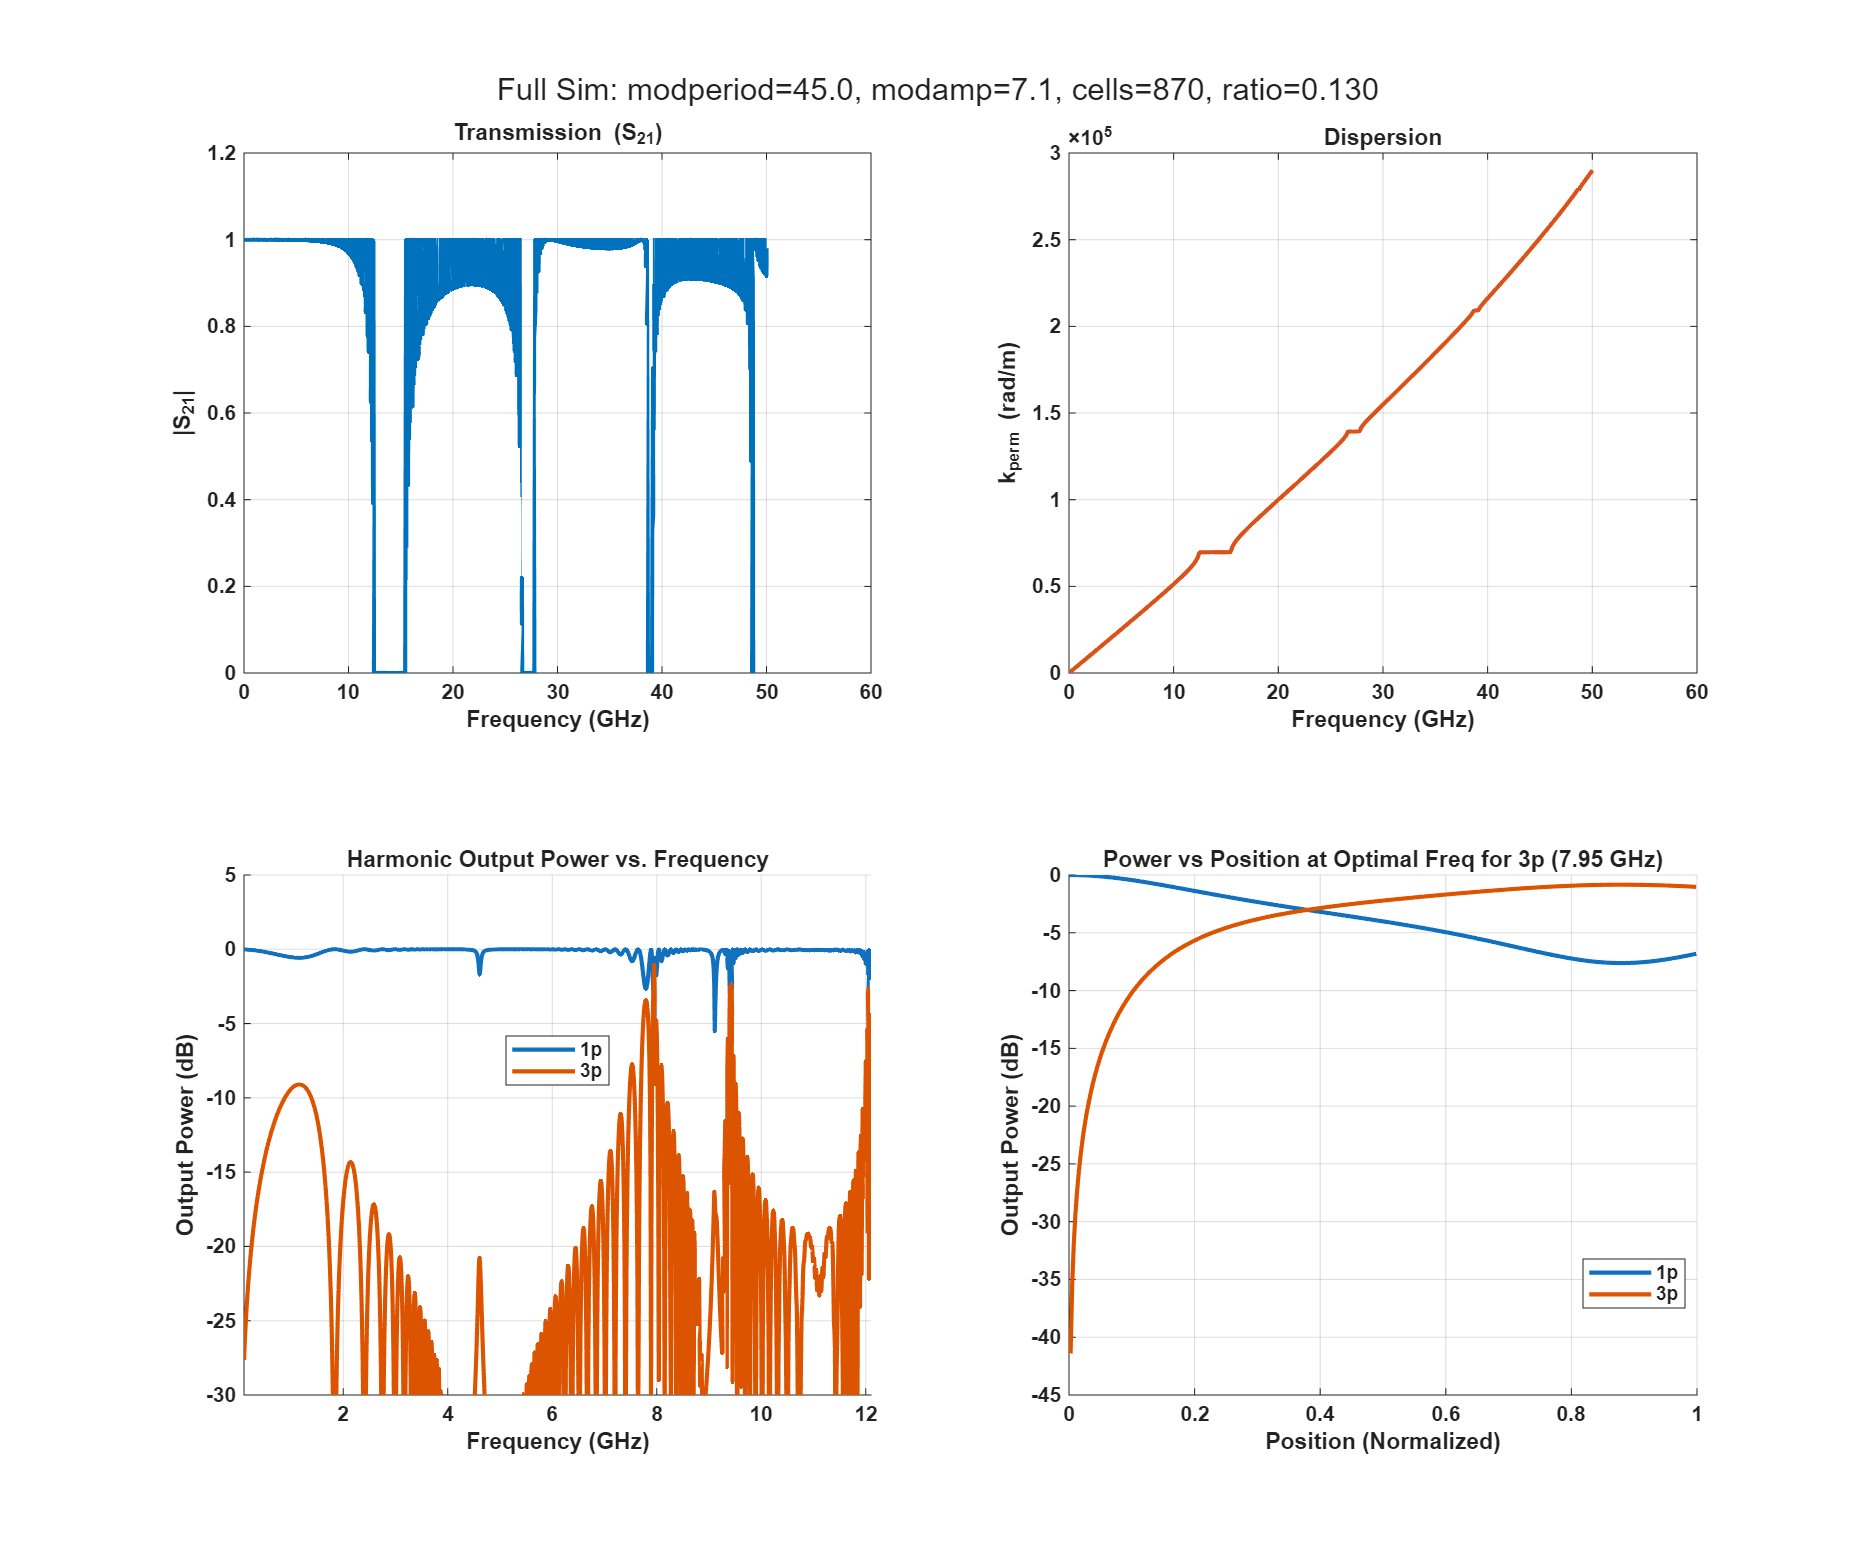 Full Sim: modperiod=45.0, modamp=7.1, cells=870, ratio=0.130
Transmission (S21)
1.2
1
0.8
0.6
0.4
0.2
0
|S21|
0 10 20 30 40 50 60
Frequency (GHz)
Dispersion
×10^5
3
2.5
2
1.5
1
0.5
0
kperm (rad/m)
0 10 20 30 40 50 60
Frequency (GHz)
Harmonic Output Power vs. Frequency
5
0
-5
-10
-15
-20
-25
-30
Output Power (dB)
1p
3p
2 4 6 8 10 12
Frequency (GHz)
Power vs Position at Optimal Freq for 3p (7.95 GHz)
0
-5
-10
-15
-20
-25
-30
-35
-40
-45
Output Power (dB)
1p
3p
0 0.2 0.4 0.6 0.8 1
Position (Normalized)